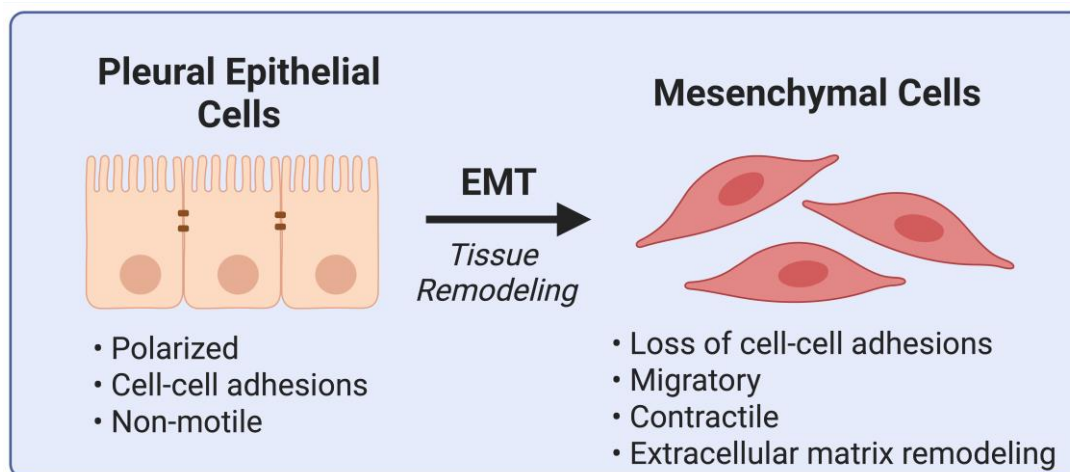 Pleural Epithelial
Cells
Mesenchymal Cells
EMT
Tissue
Remodeling
• Polarized
• Cell-cell adhesions
• Non-motile
• Loss of cell-cell adhesions
• Migratory
• Contractile
• Extracellular matrix remodeling